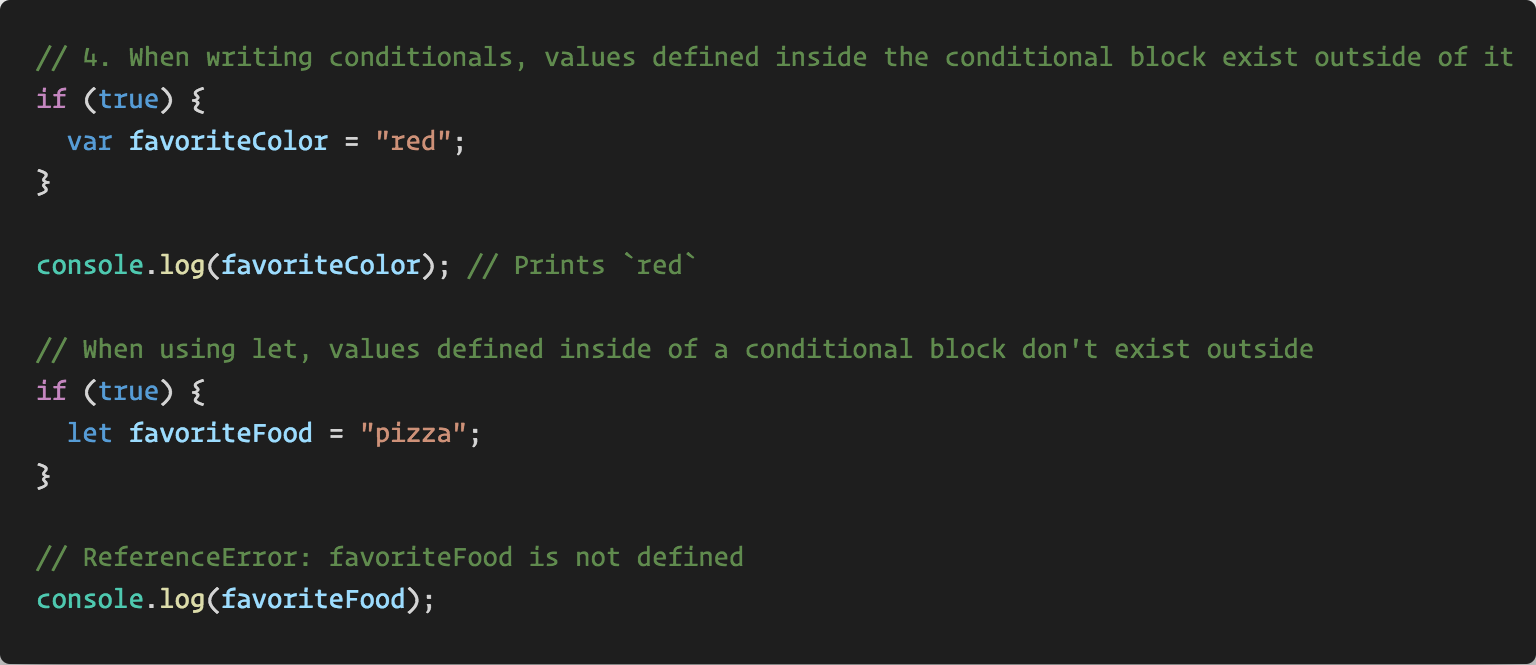 // 4. When writing conditionals, values defined inside the conditional block exist outside of it
if (true) {
  var favoriteColor = "red";
}
console.log(favoriteColor); // Prints `red`
// When using let, values defined inside of a conditional block don't exist outside
if (true) {
  let favoriteFood = "pizza";
}
// ReferenceError: favoriteFood is not defined
console.log(favoriteFood);